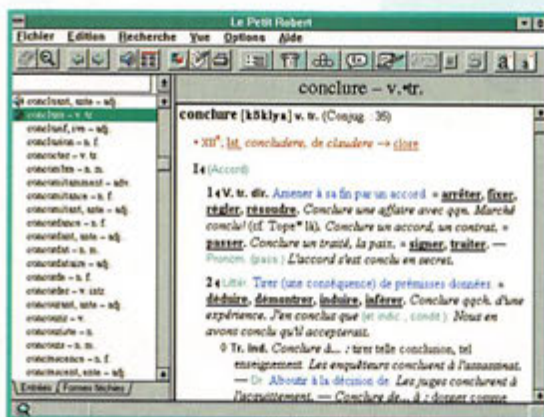 Le Petit Robert
Fichier Edition Recherche Vue Options Aide
conclure – v. tr.
concluant, ante – adj.
conclure – v. tr.
conclusif, ive – adj.
conclusion – n. f.
concocter – v. tr.
concombre – n. m.
concomitamment – adv.
concomitance – n. f.
concomitant, ante – adj.
concordance – n. f.
concordant, ante – adj.
concordat – n. m.
concordataire – adj.
concorde – n. f.
concorder – v. intr.
concourant, ante – adj.
concourir – v.
concours – n. m.
Entrées Formes fléchies
conclure [kɔ̃klyʀ] v. tr. (Conjug. : 35)
• XIIe, lat. concludere, de claudere → clore
I (Accord)
1 V. tr. dir. Amener à sa fin par un accord. = arrêter, fixer,
régler, résoudre. Conclure une affaire avec qqn. Marché
conclu! (cf. Tope* là). Conclure un accord, un contrat. =
passer. Conclure un traité, la paix. = signer, traiter. —
Pronom. (pass.) L'accord s'est conclu en secret.
2 Littér. Tirer (une conséquence) de prémisses données. =
déduire, démontrer, induire, inférer. Conclure qqch. d'une
expérience. J'en conclus que (et indic., condit.). Nous en
avons conclu qu'il accepterait.
◊ Tr. ind. Conclure à... : tirer telle conclusion, tel
enseignement. Les enquêteurs conclurent à l'assassinat.
— Dr. Aboutir à la décision de. Les juges conclurent à
l'acquittement. — Conclure de... à : donner comme